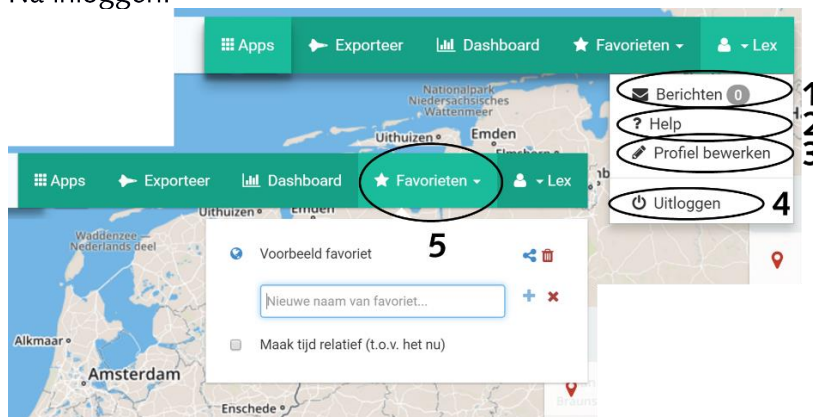 Na inloggen:
Apps Exporteer Dashboard Favorieten Lex
Nationalpark
Niedersächsisches
Wattenmeer
Berichten 0 1
Uithuizen Emden
? Help 2
Profiel bewerken 3
Apps Exporteer Dashboard Favorieten Lex
Uitloggen 4
Uithuizen Emden
5
Waddenzee
Nederlands deel
Voorbeeld favoriet
Nieuwe naam van favoriet...
Alkmaar
Maak tijd relatief (t.o.v. het nu)
Amsterdam
Enschede